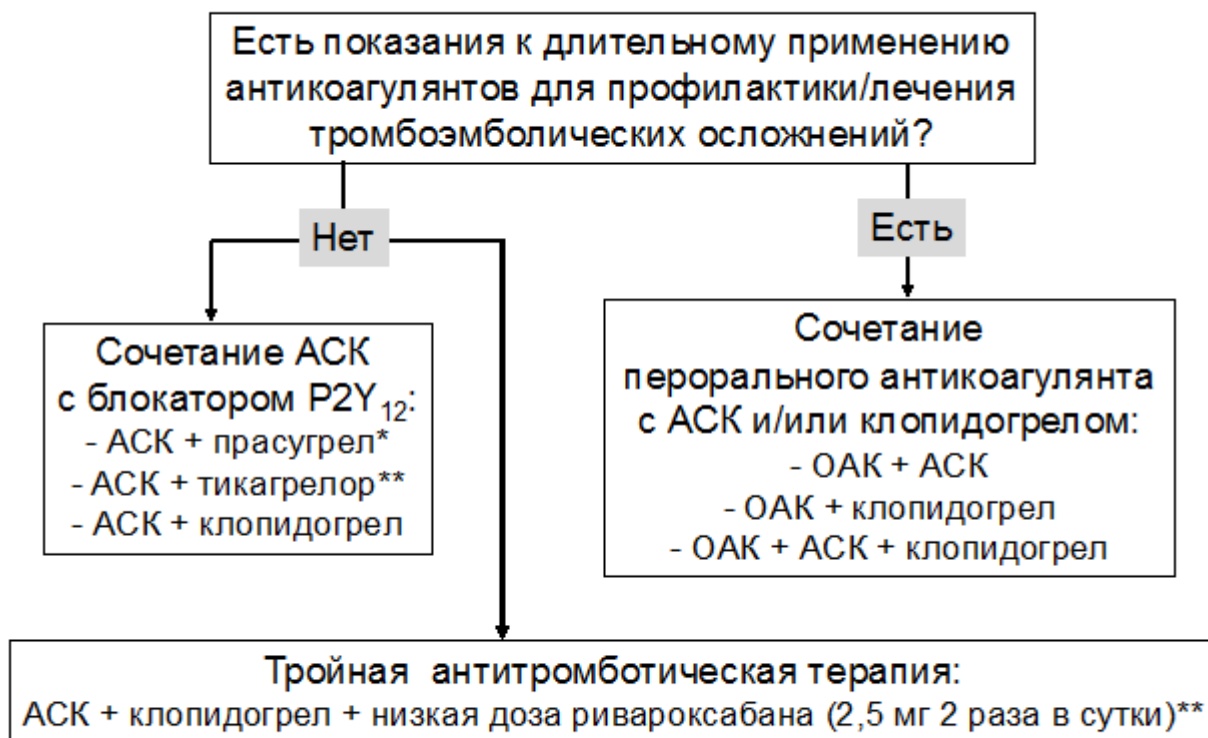 Есть показания к длительному применению
антикоагулянтов для профилактики/лечения
тромбоэмболических осложнений?
Нет
Есть
Сочетание АСК
с блокатором P2Y12:
- АСК + прасугрел*
- АСК + тикагрелор**
- АСК + клопидогрел
Сочетание
перорального антикоагулянта
с АСК и/или клопидогрелом:
- ОАК + АСК
- ОАК + клопидогрел
- ОАК + АСК + клопидогрел
Тройная антитромботическая терапия:
АСК + клопидогрел + низкая доза ривароксабана (2,5 мг 2 раза в сутки)**